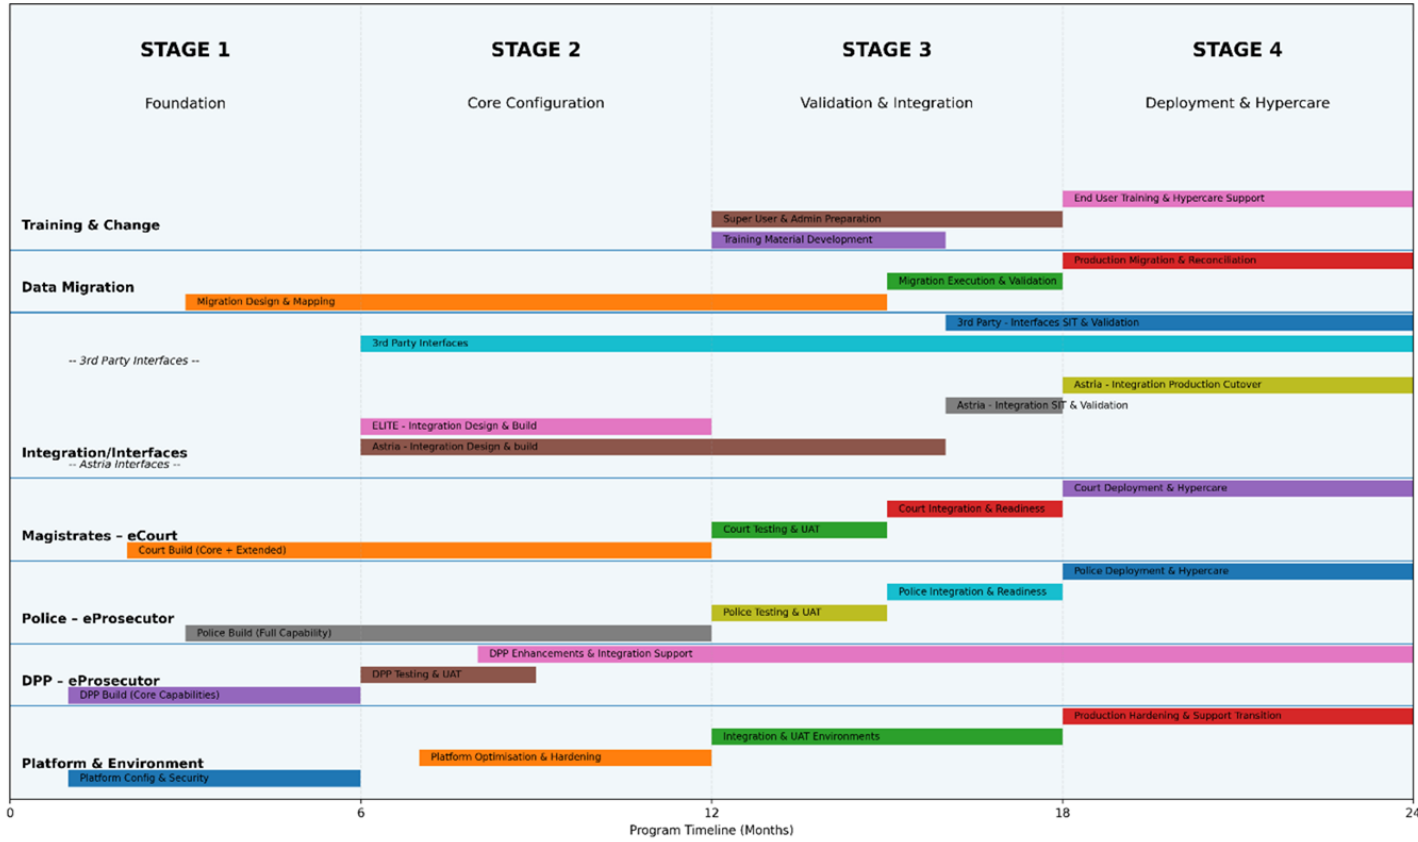 STAGE 1
STAGE 2
STAGE 3
STAGE 4
Foundation
Core Configuration
Validation & Integration
Deployment & Hypercare
End User Training & Hypercare Support
Super User & Admin Preparation
Training & Change
Training Material Development
Production Migration & Reconciliation
Migration Execution & Validation
Data Migration
Migration Design & Mapping
3rd Party - Interfaces SIT & Validation
3rd Party Interfaces
-- 3rd Party Interfaces --
Astria - Integration Production Cutover
Astria - Integration SIT & Validation
ELITE - Integration Design & Build
Astria - Integration Design & build
Integration/Interfaces
-- Astria Interfaces --
Court Deployment & Hypercare
Court Integration & Readiness
Court Testing & UAT
Magistrates – eCourt
Court Build (Core + Extended)
Police Deployment & Hypercare
Police Integration & Readiness
Police Testing & UAT
Police – eProsecutor
Police Build (Full Capability)
DPP Enhancements & Integration Support
DPP Testing & UAT
DPP – eProsecutor
DPP Build (Core Capabilities)
Production Hardening & Support Transition
Integration & UAT Environments
Platform Optimisation & Hardening
Platform & Environment
Platform Config & Security
0
6
12
18
24
Program Timeline (Months)